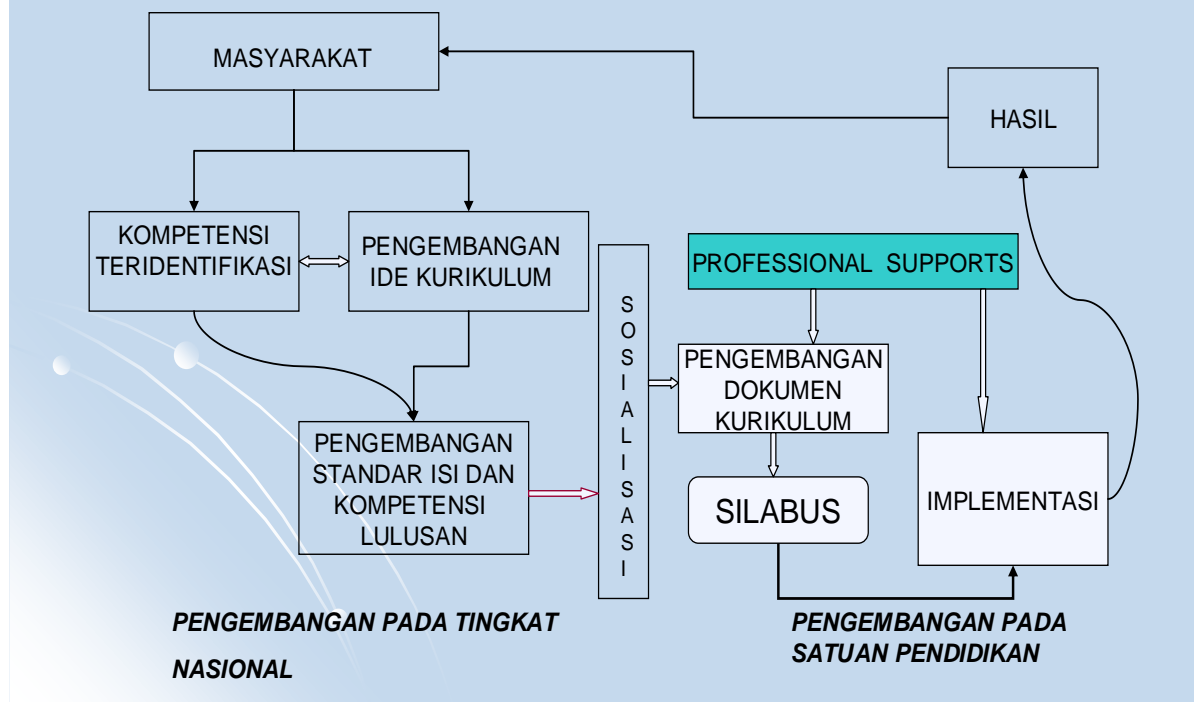 MASYARAKAT
HASIL
KOMPETENSI
TERIDENTIFIKASI
PENGEMBANGAN
IDE KURIKULUM
PENGEMBANGAN
STANDAR ISI DAN
KOMPETENSI
LULUSAN
SOSIALISASI
PROFESSIONAL SUPPORTS
PENGEMBANGAN
DOKUMEN
KURIKULUM
SILABUS
IMPLEMENTASI
PENGEMBANGAN PADA TINGKAT
NASIONAL
PENGEMBANGAN PADA
SATUAN PENDIDIKAN